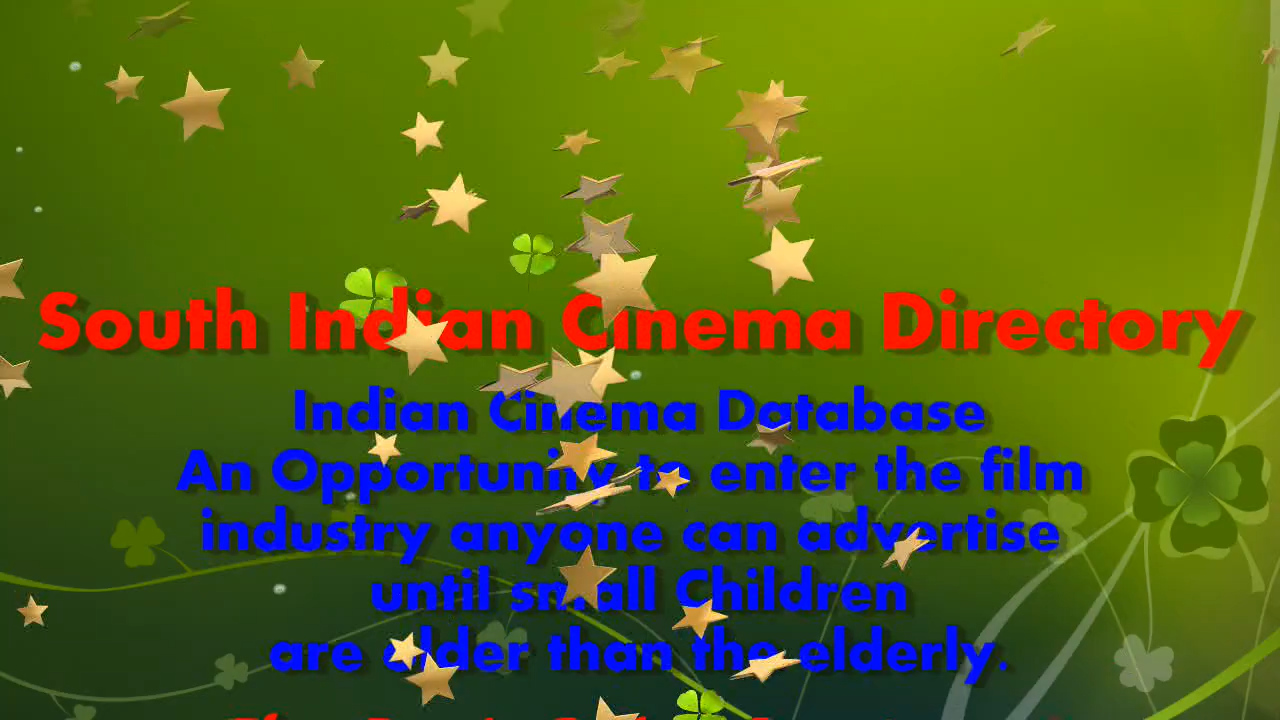 South Indian Cinema Directory
Indian Cinema Database
An Opportunity to enter the film
industry anyone can advertise
until small Children
are older than the elderly.